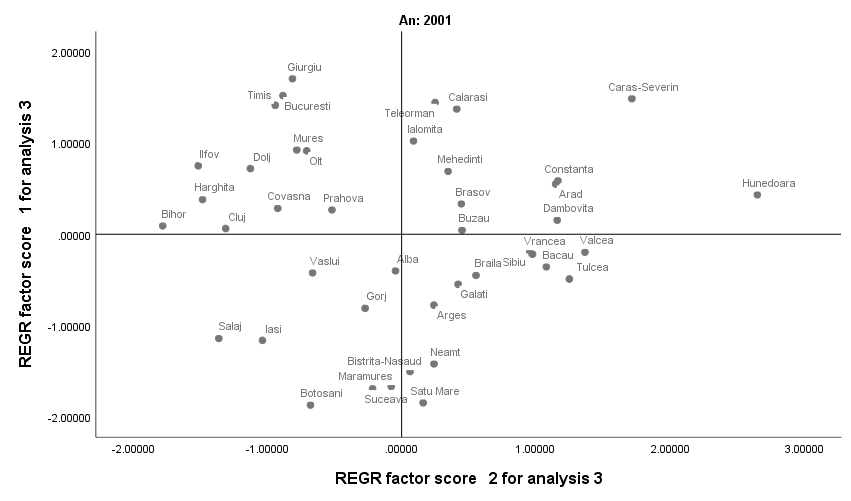 An: 2001
REGR factor score 1 for analysis 3
2.00000
1.00000
.00000
-1.00000
-2.00000
Giurgiu
Timis
Bucuresti
Teleorman
Calarasi
Caras-Severin
Ialomita
Mures
Olt
Ilfov
Dolj
Mehedinti
Constanta
Arad
Hunedoara
Harghita
Covasna
Prahova
Brasov
Dambovita
Bihor
Cluj
Buzau
Vrancea
Valcea
Vaslui
Alba
Braila
Sibiu
Bacau
Tulcea
Gorj
Galati
Arges
Salaj
Iasi
Neamt
Bistrita-Nasaud
Maramures
Suceava
Satu Mare
Botosani
-2.00000 -1.00000 .00000 1.00000 2.00000 3.00000
REGR factor score 2 for analysis 3